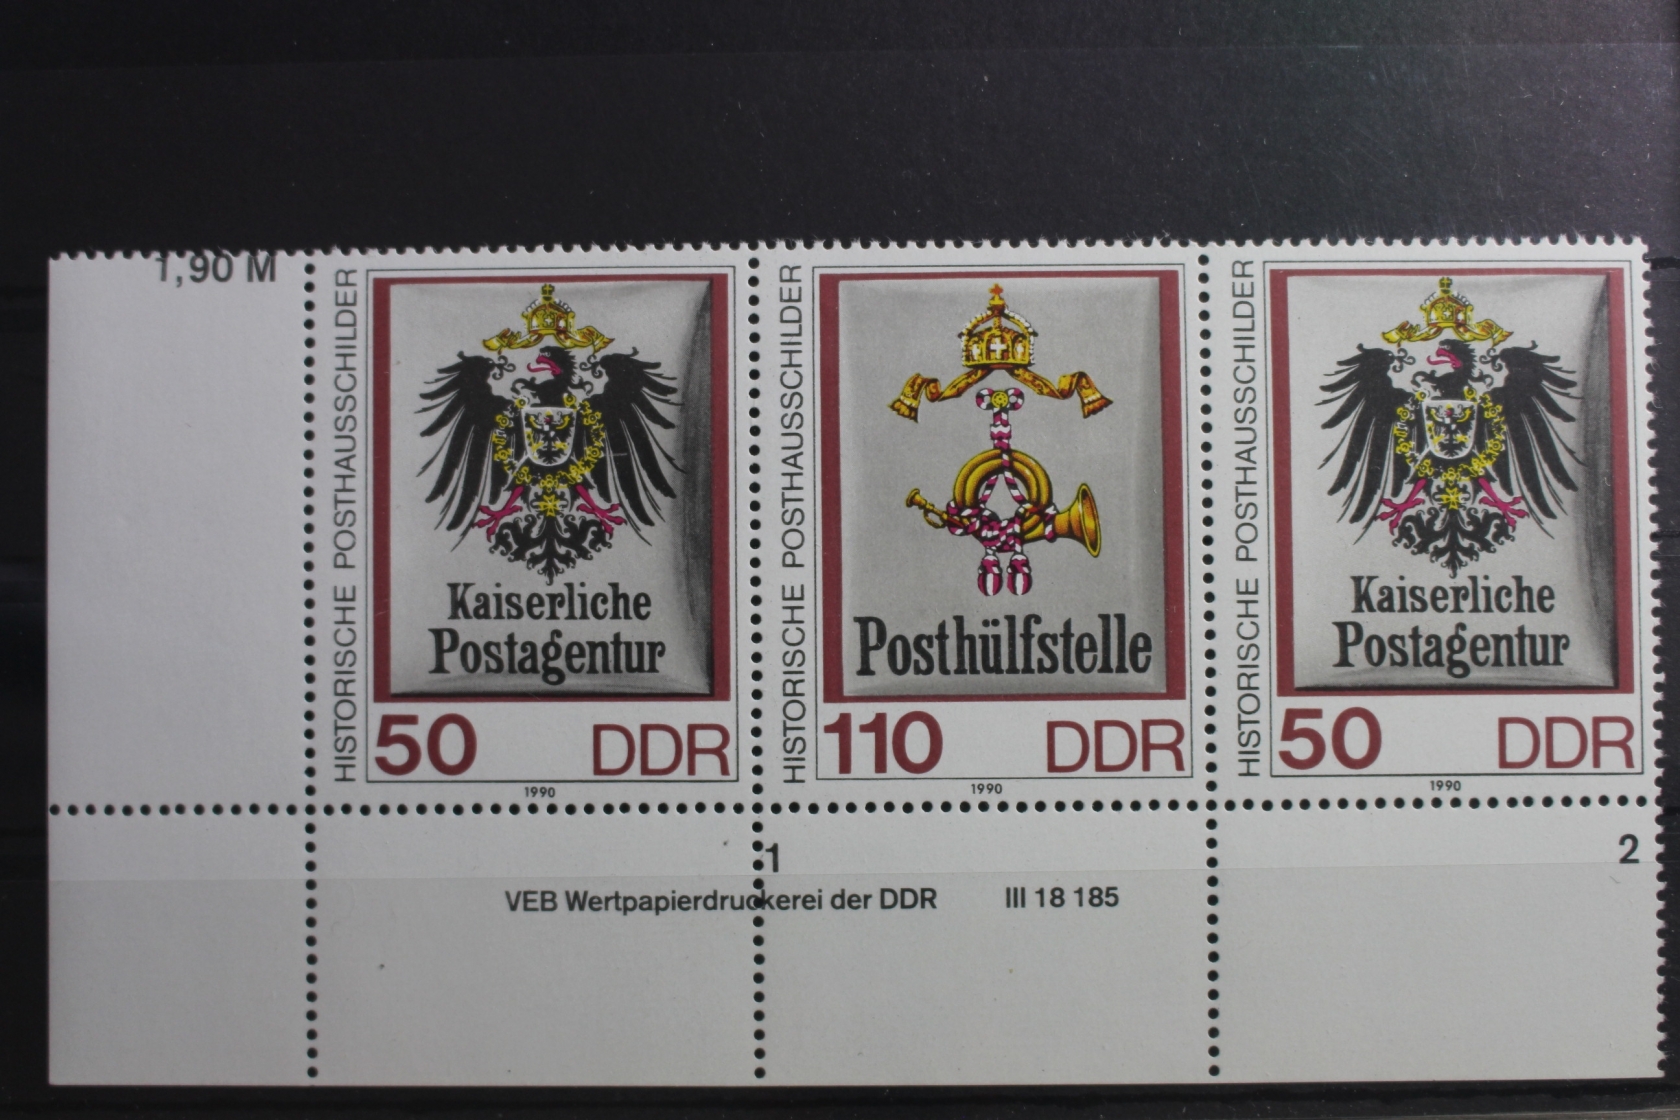 1,90 M
HISTORISCHE POSTHAUSSCHILDER
Kaiserliche
Postagentur
50 DDR
1990
HISTORISCHE POSTHAUSSCHILDER
Posthülfstelle
110 DDR
1990
HISTORISCHE POSTHAUSSCHILDER
Kaiserliche
Postagentur
50 DDR
1990
1
2
VEB Wertpapierdruckerei der DDR III 18 185